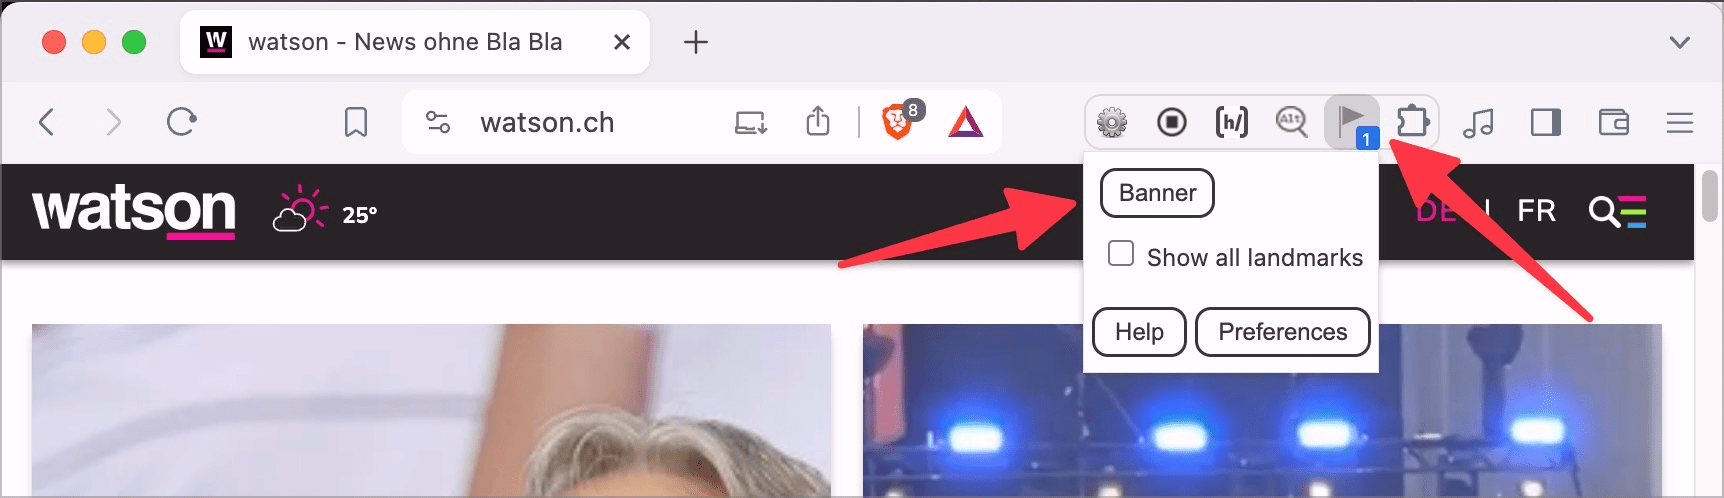 W watson - News ohne Bla Bla
watson.ch
8
[h/]
Alt
1
watson
25°
DE | FR
Banner
Show all landmarks
Help
Preferences